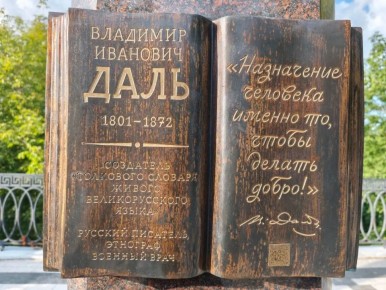 ВЛАДИМИР
ИВАНОВИЧ
ДАЛЬ
1801–1872
СОЗДАТЕЛЬ
ТОЛКОВОГО СЛОВАРЯ
ЖИВОГО
ВЕЛИКОРУССКОГО
ЯЗЫКА
РУССКИЙ ПИСАТЕЛЬ,
ЭТНОГРАФ
ВОЕННЫЙ ВРАЧ
«Назначение
человека
именно то,
чтобы
делать
добро!»
В. Даль